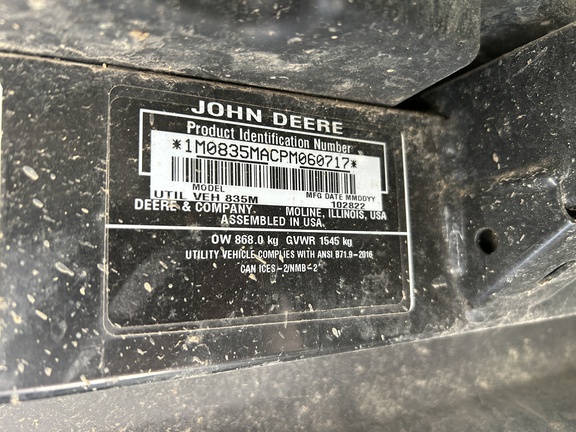 JOHN DEERE
Product Identification Number
*1M0835MACPM060717*
MODEL MFG DATE MMDDYY
UTIL VEH 835M 102822
DEERE & COMPANY MOLINE, ILLINOIS, USA
ASSEMBLED IN USA
OW 868.0 kg GVWR 1545 kg
UTILITY VEHICLE COMPLIES WITH ANSI B71.9-2016
CAN ICES-2/NMB-2